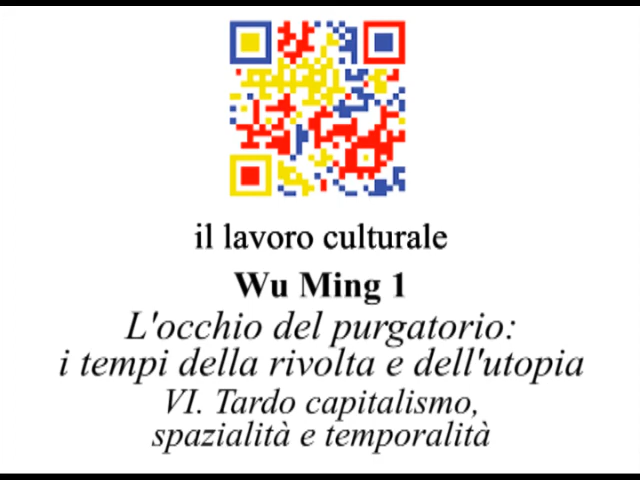 il lavoro culturale
Wu Ming 1
L'occhio del purgatorio:
i tempi della rivolta e dell'utopia
VI. Tardo capitalismo,
spazialità e temporalità